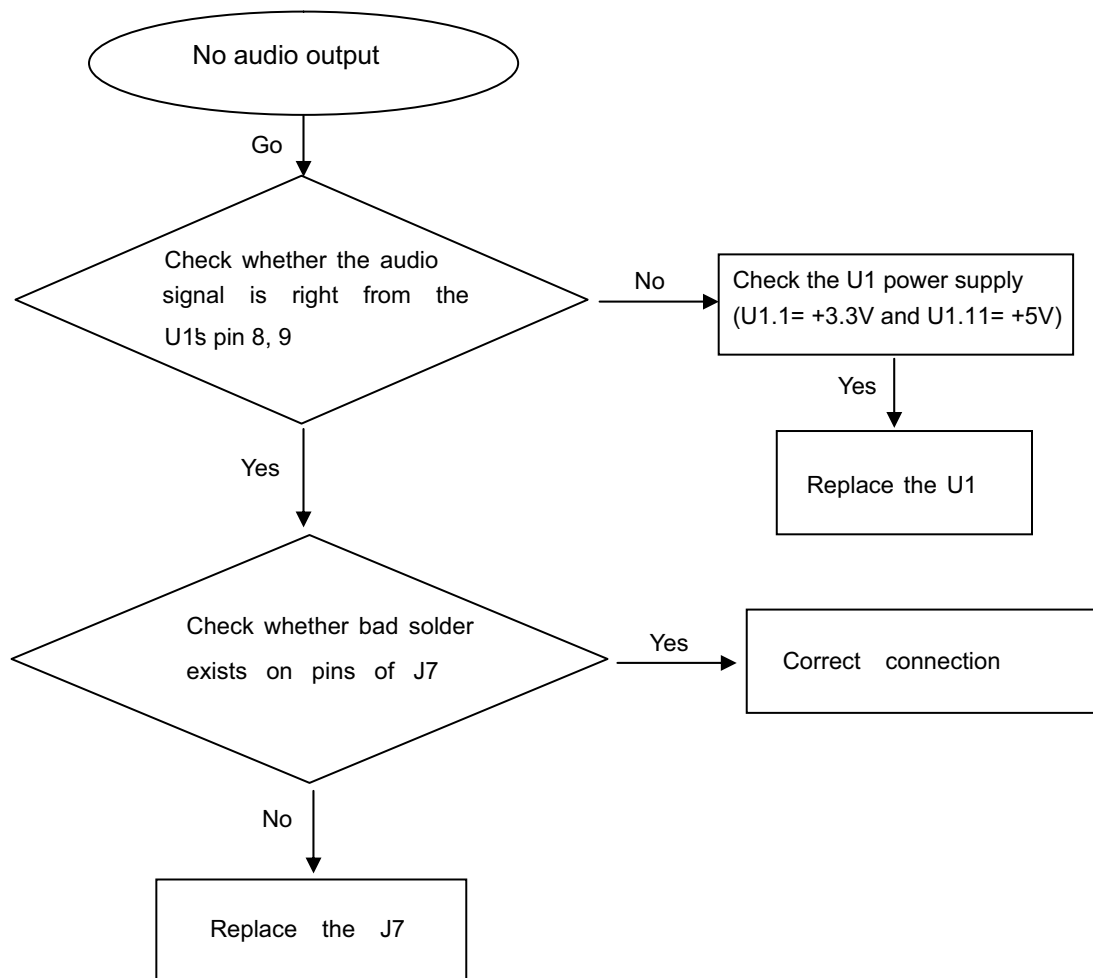 No audio output
Go
Check whether the audio
signal is right from the
U1's pin 8, 9
No
Check the U1 power supply
(U1.1= +3.3V and U1.11= +5V)
Yes
Replace the U1
Yes
Check whether bad solder
exists on pins of J7
Yes
Correct connection
No
Replace the J7